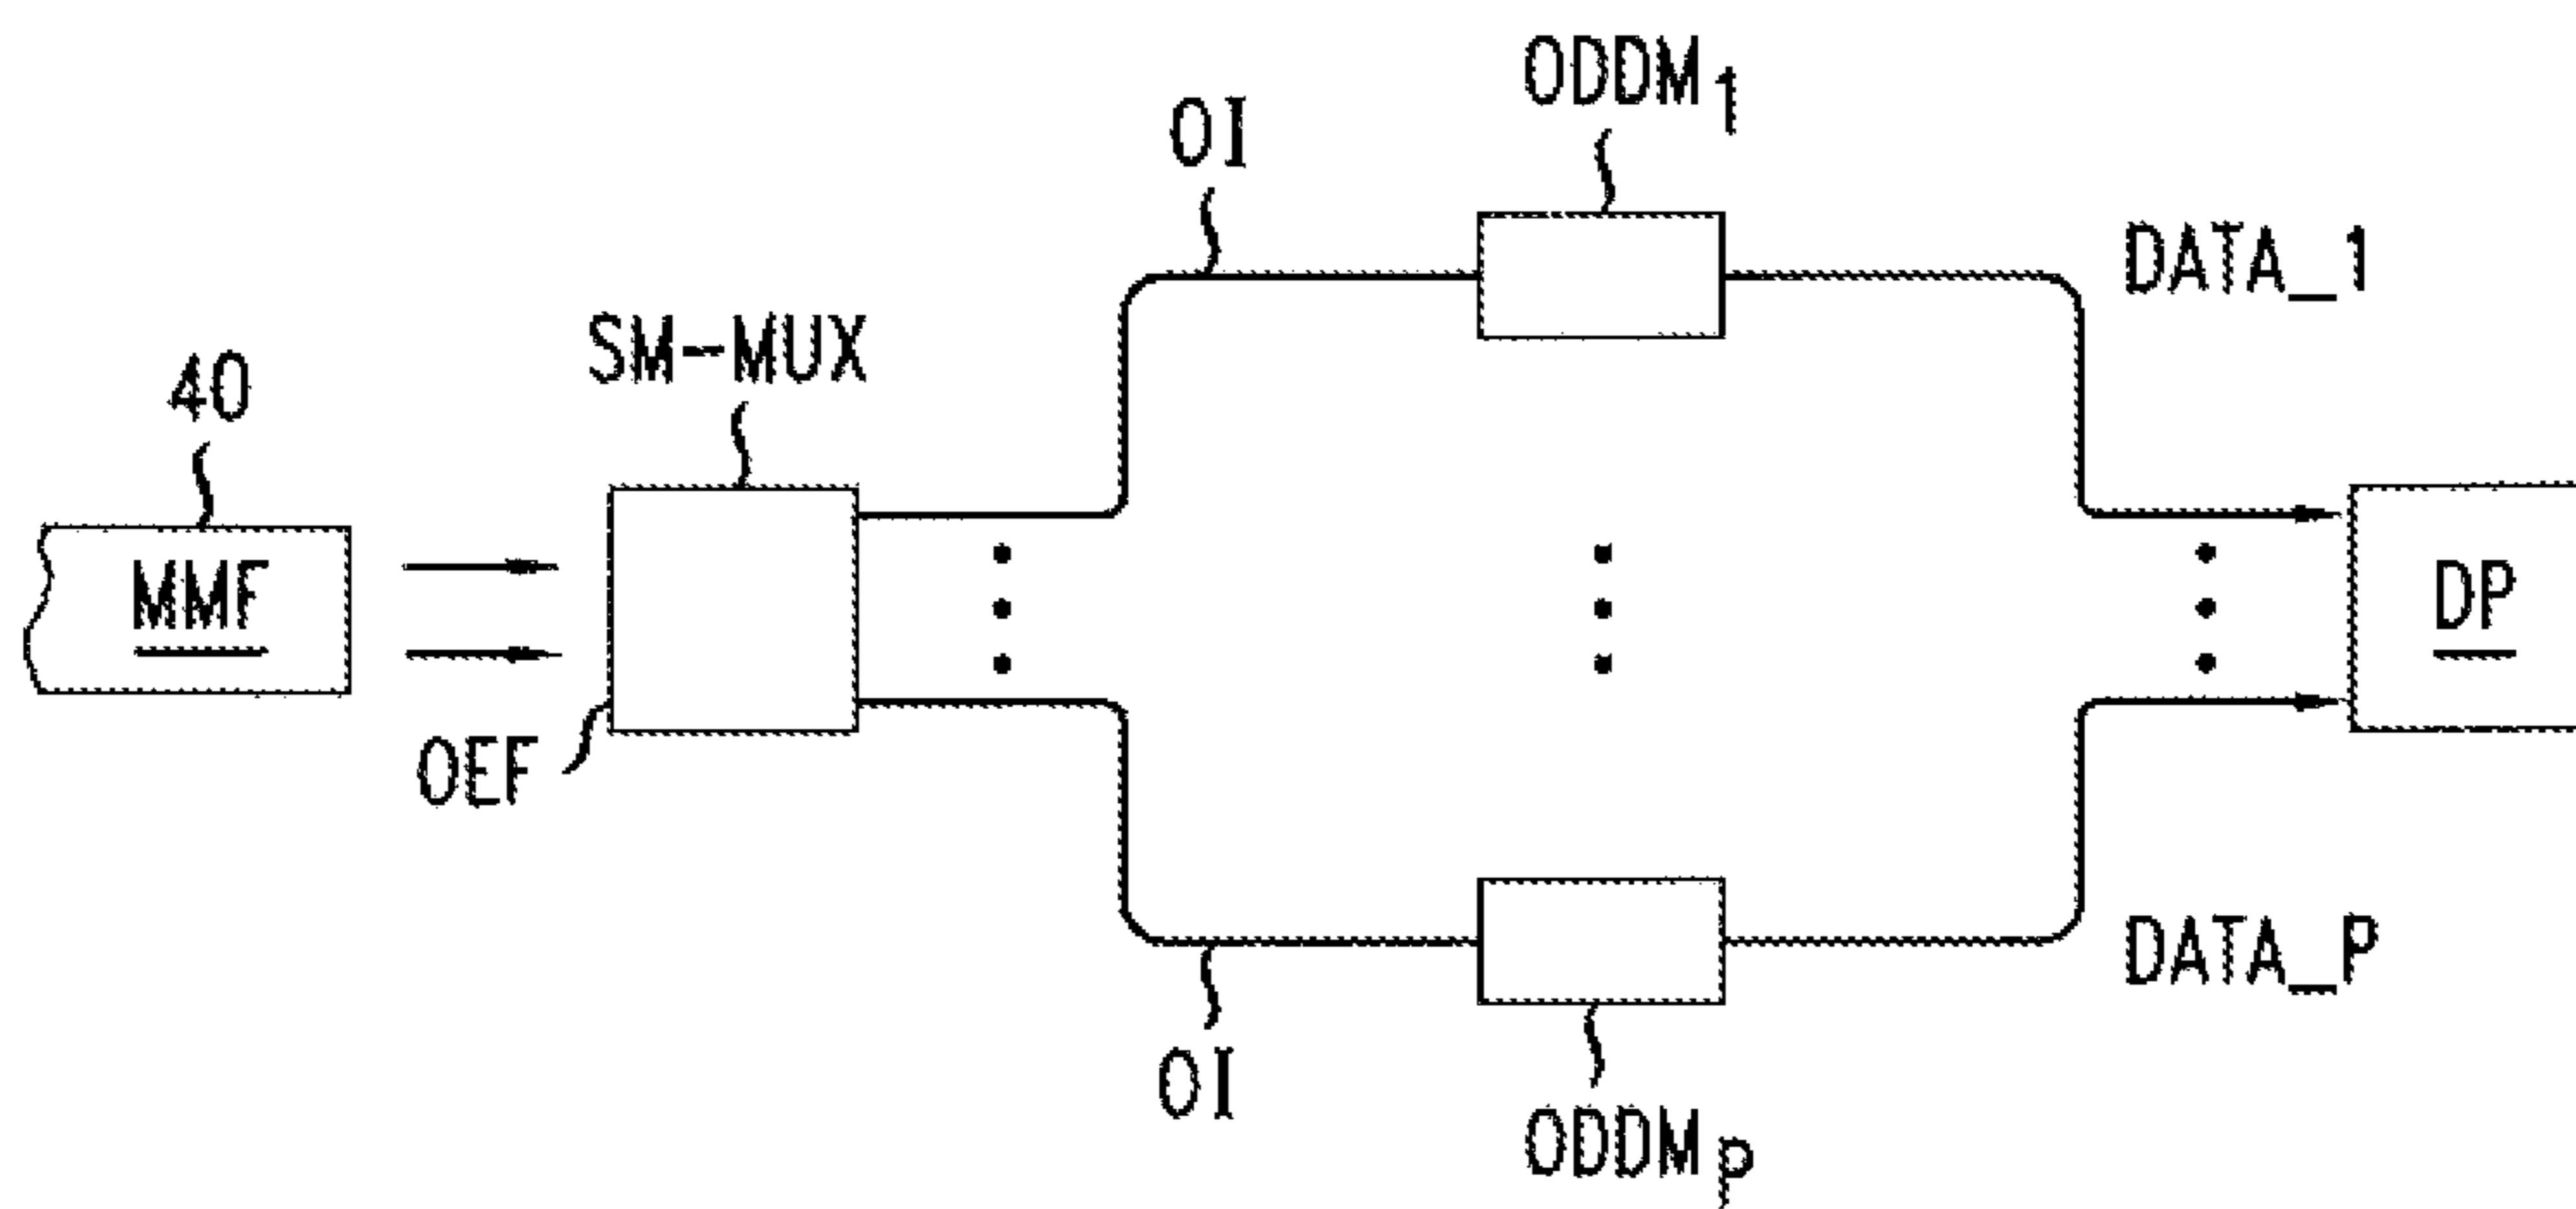 ODDM1
OI
DATA_1
SM-MUX
40
MMF
DP
OEF
DATA_P
OI
ODDMP